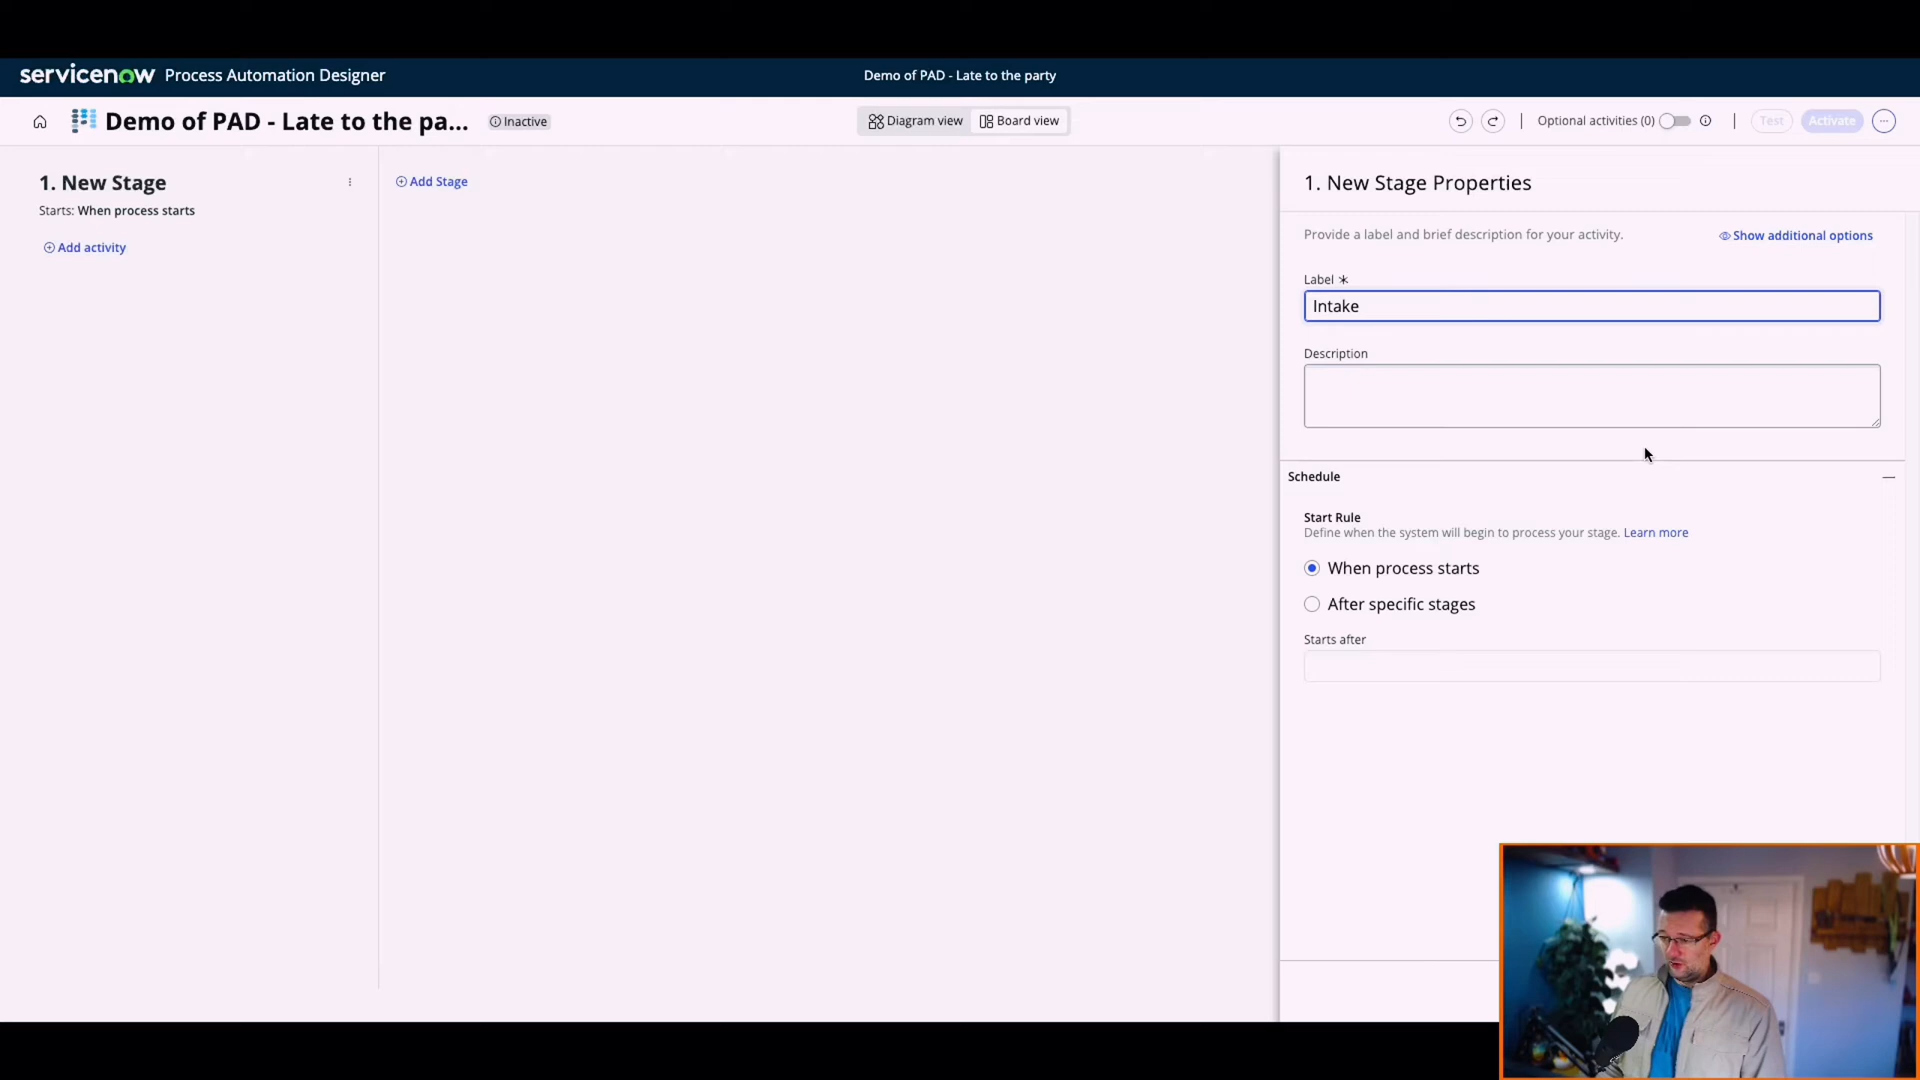 servicenow Process Automation Designer
Demo of PAD - Late to the party
Demo of PAD - Late to the pa...
Inactive
Diagram view
Board view
Optional activities (0)
Test
Activate
1. New Stage
Starts: When process starts
Add activity
Add Stage
1. New Stage Properties
Provide a label and brief description for your activity.
Show additional options
Label *
Intake
Description
Schedule
Start Rule
Define when the system will begin to process your stage. Learn more
When process starts
After specific stages
Starts after